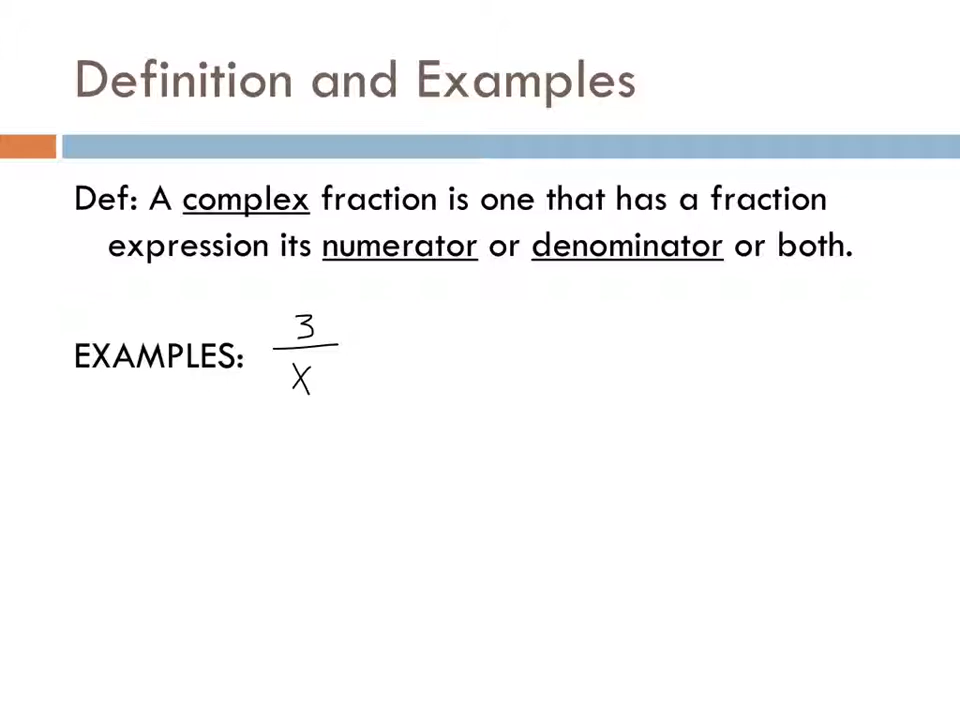 Definition and Examples
Def: A complex fraction is one that has a fraction
expression its numerator or denominator or both.
EXAMPLES: 3/X